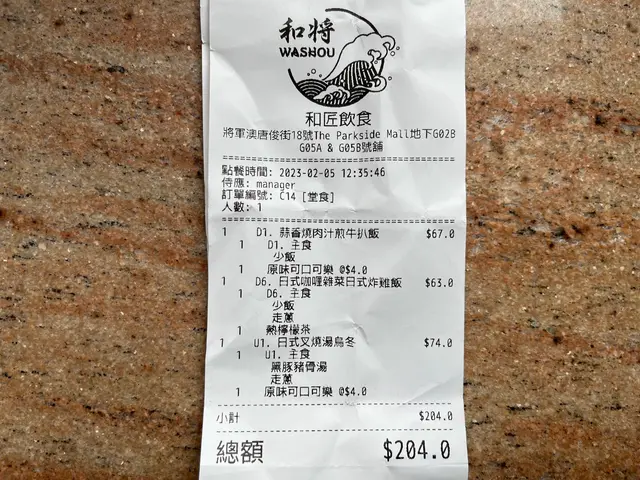 和将
WASHOU
和匠飲食
將軍澳唐俊街18號The Parkside Mall地下G02B
G05A & G05B號舖
點餐時間: 2023-02-05 12:35:46
侍應: manager
訂單編號: C14 [堂食]
人數: 1
1 D1. 蒜香燒肉汁煎牛扒飯 $67.0
1 D1. 主食
少飯
1 原味可口可樂 @$4.0
1 D6. 日式咖喱雜菜日式炸雞飯 $63.0
1 D6. 主食
少飯
走蔥
1 熱檸檬茶
1 U1. 日式叉燒湯烏冬 $74.0
1 U1. 主食
黑豚豬骨湯
走蔥
1 原味可口可樂 @$4.0
小計 $204.0
總額 $204.0